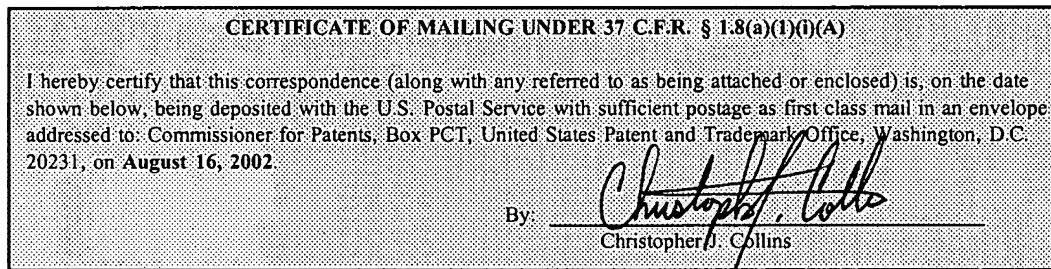 CERTIFICATE OF MAILING UNDER 37 C.F.R. § 1.8(a)(1)(i)(A)
I hereby certify that this correspondence (along with any referred to as being attached or enclosed) is, on the date
shown below, being deposited with the U.S. Postal Service with sufficient postage as first class mail in an envelope
addressed to: Commissioner for Patents, Box PCT, United States Patent and Trademark Office, Washington, D.C.
20231, on August 16, 2002.
By: Christopher J. Collins
Christopher J. Collins